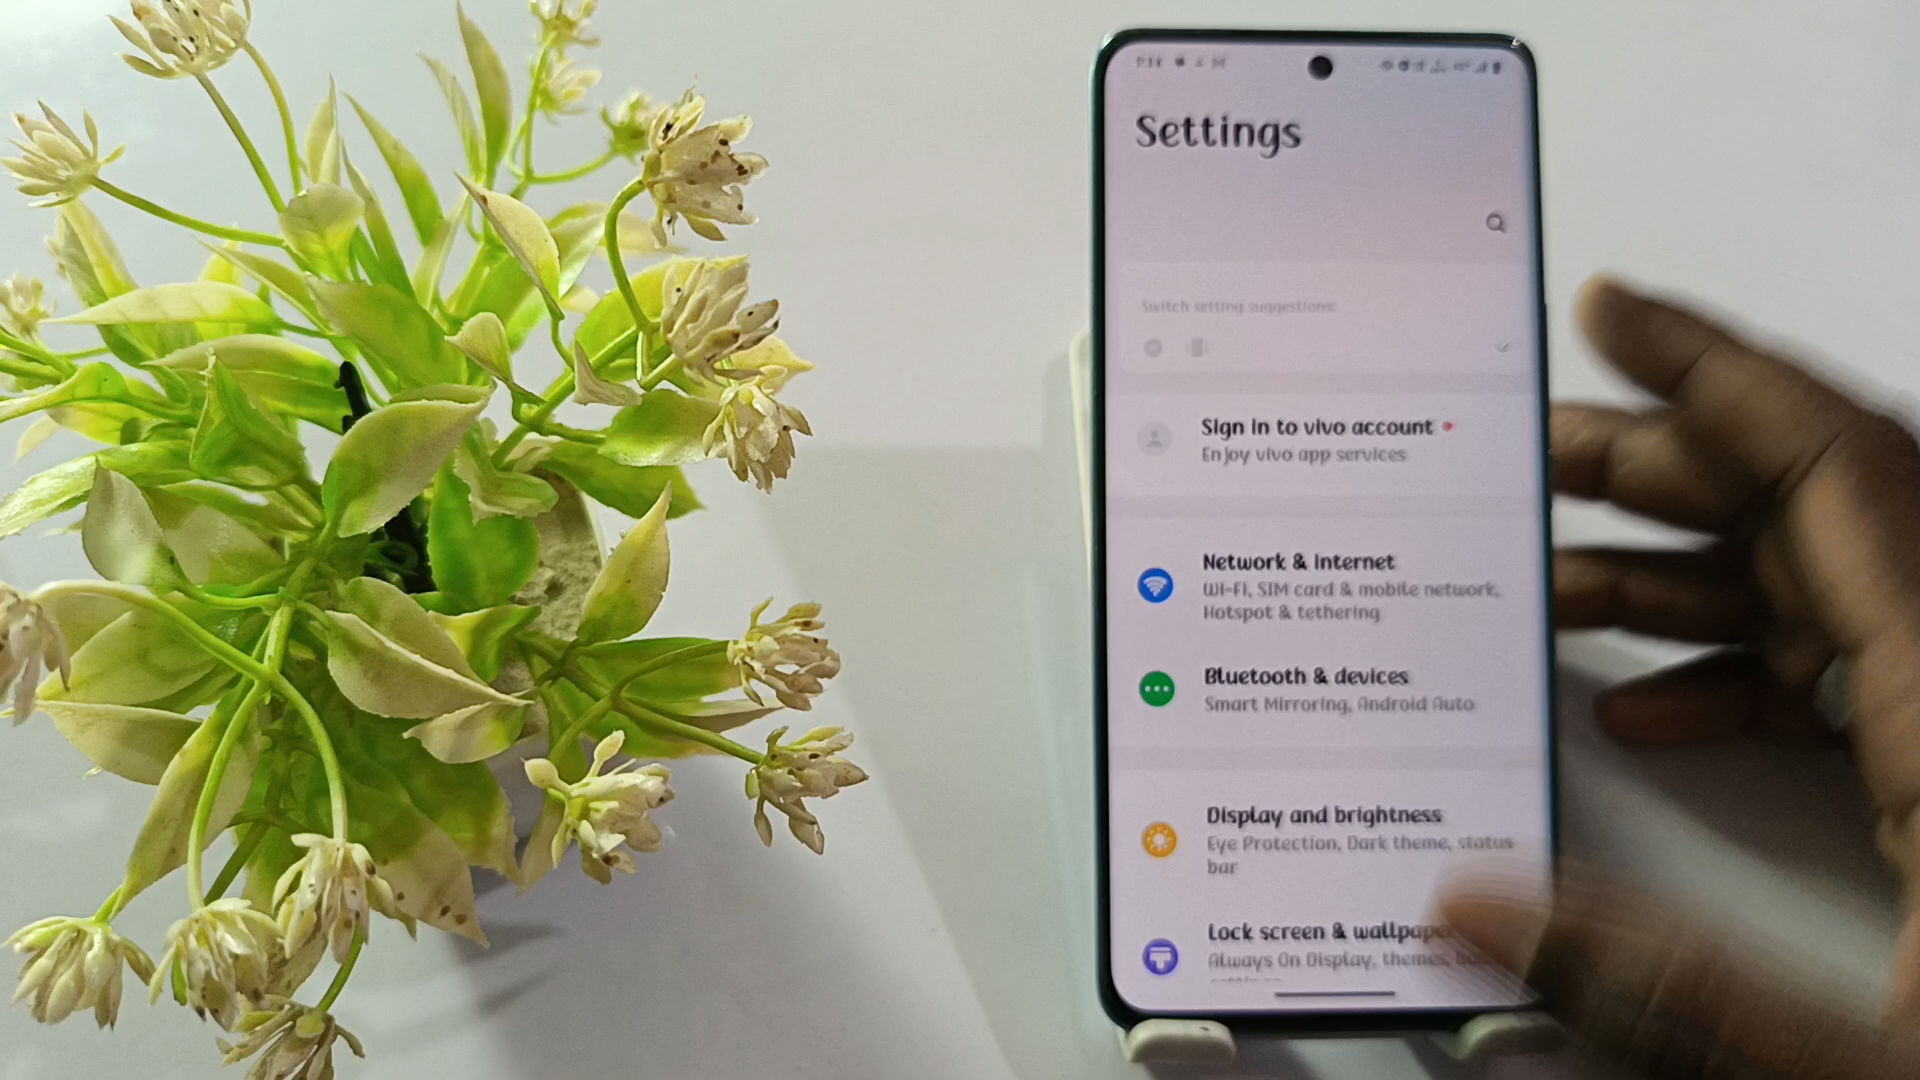 Settings
Switch setting suggestions:
Sign in to vivo account
Enjoy vivo app services
Network & internet
Wi-Fi, SIM card & mobile network,
Hotspot & tethering
Bluetooth & devices
Smart Mirroring, Android Auto
Display and brightness
Eye Protection, Dark theme, status
bar
Lock screen & wallpaper
Always On Display, themes,